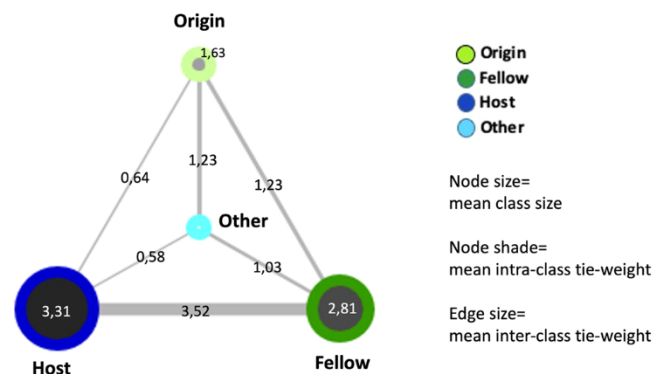 Origin
1,63
0,64
1,23
1,23
Other
0,58
1,03
3,31
3,52
2,81
Host
Fellow
Origin
Fellow
Host
Other
Node size=
mean class size
Node shade=
mean intra-class tie-weight
Edge size=
mean inter-class tie-weight